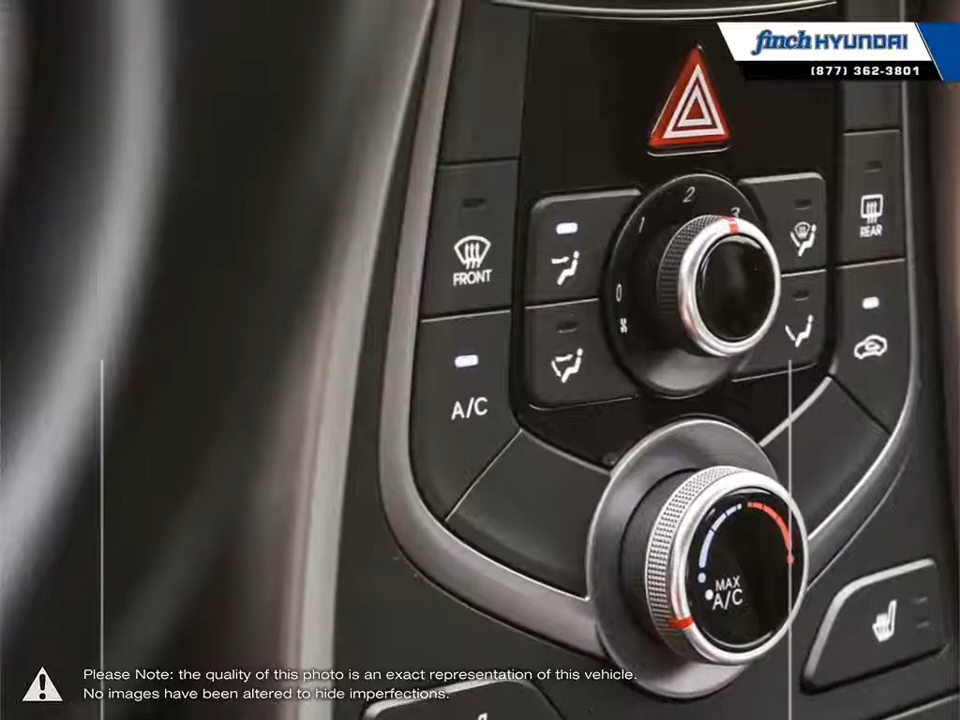 finch HYUNDAI
(877) 362-3801
2
1
3
0
FRONT
REAR
A/C
MAX
A/C
Please Note: the quality of this photo is an exact representation of this vehicle.
No images have been altered to hide imperfections.